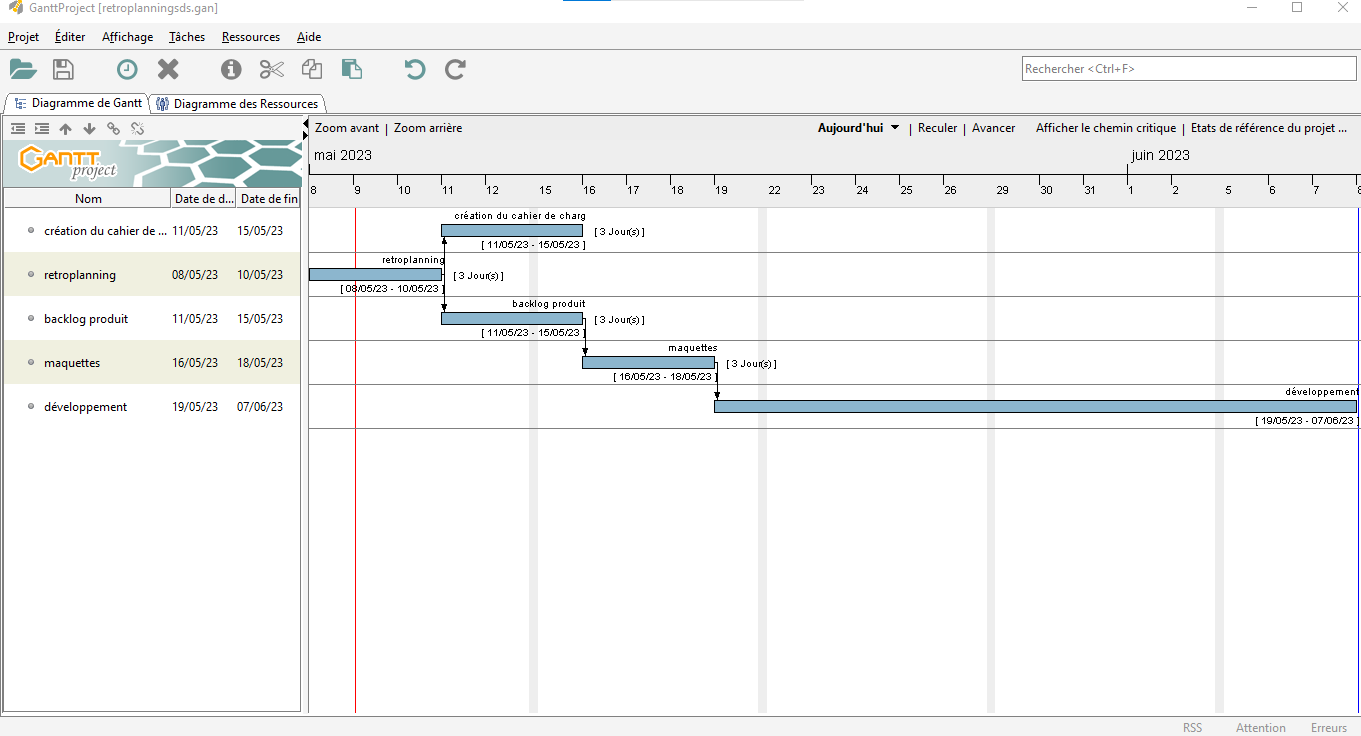 GanttProject [retroplanningsds.gan]
Projet Éditer Affichage Tâches Ressources Aide
Rechercher <Ctrl+F>
Diagramme de Gantt Diagramme des Ressources
Zoom avant | Zoom arrière Aujourd'hui | Reculer | Avancer Afficher le chemin critique | Etats de référence du projet ...
GANTT project
mai 2023 juin 2023
8 9 10 11 12 15 16 17 18 19 22 23 24 25 26 29 30 31 1 2 5 6 7 8
Nom Date de d... Date de fin
création du cahier de ... 11/05/23 15/05/23
retroplanning 08/05/23 10/05/23
backlog produit 11/05/23 15/05/23
maquettes 16/05/23 18/05/23
développement 19/05/23 07/06/23
création du cahier de charg
[ 3 Jour(s) ]
[ 11/05/23 - 15/05/23 ]
retroplanning
[ 3 Jour(s) ]
[ 08/05/23 - 10/05/23 ]
backlog produit
[ 3 Jour(s) ]
[ 11/05/23 - 15/05/23 ]
maquettes
[ 3 Jour(s) ]
[ 16/05/23 - 18/05/23 ]
développement
[ 19/05/23 - 07/06/23 ]
RSS Attention Erreurs